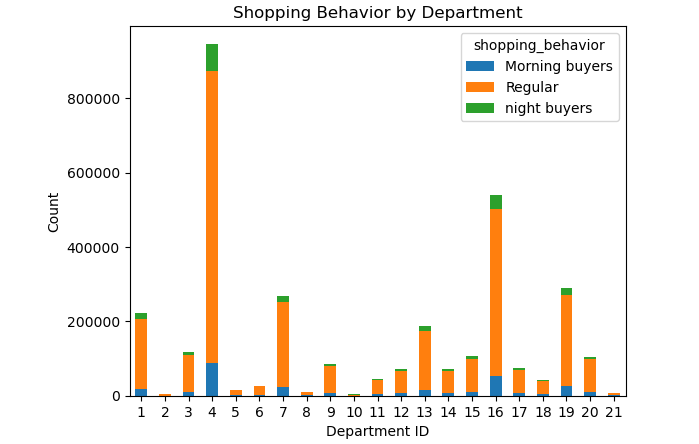 Shopping Behavior by Department
shopping_behavior
Morning buyers
Regular
night buyers
Count
800000
600000
400000
200000
0
1 2 3 4 5 6 7 8 9 10 11 12 13 14 15 16 17 18 19 20 21
Department ID